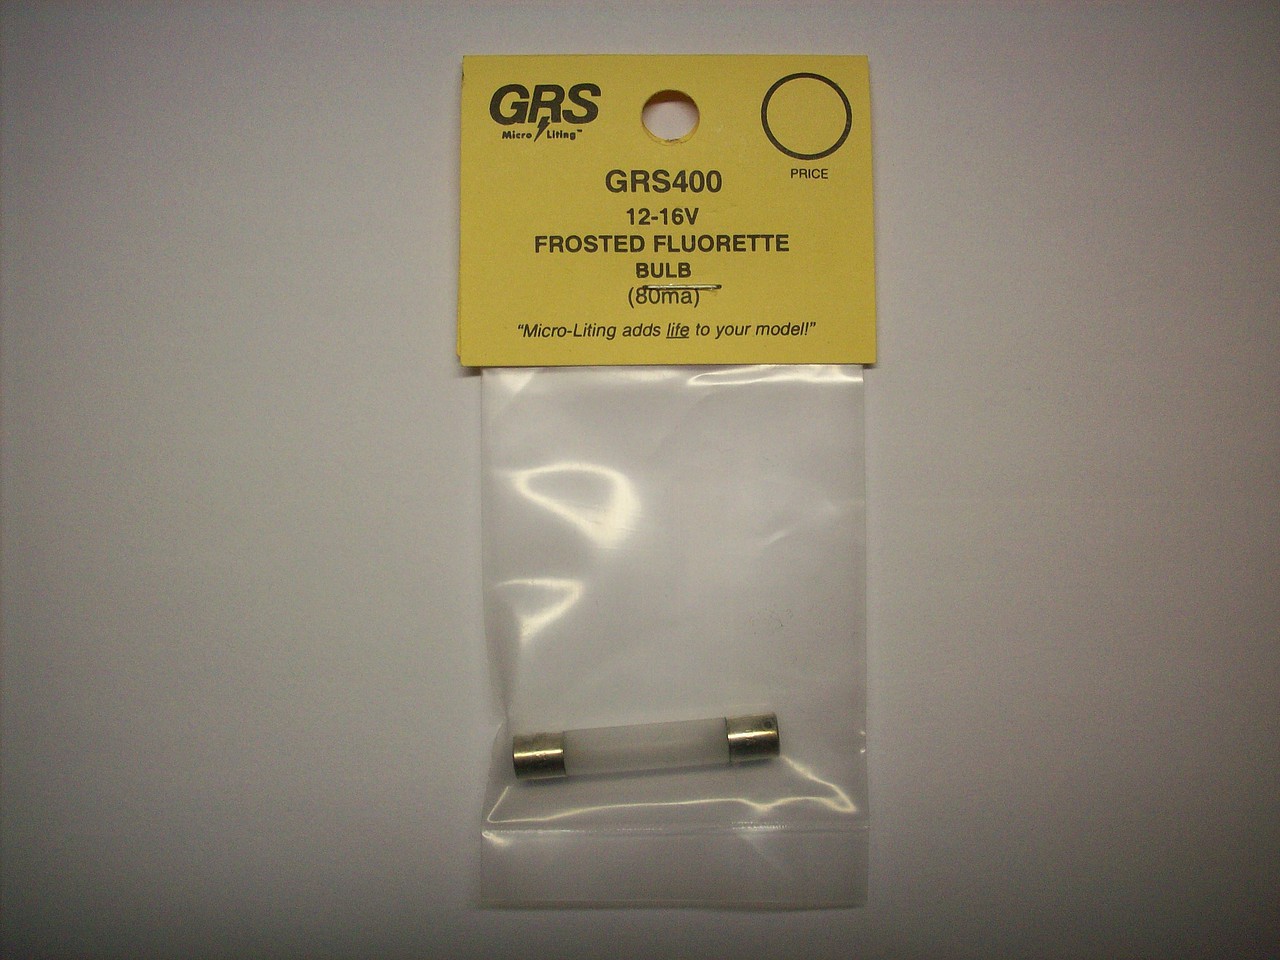 GRS
Micro Liting™
PRICE
GRS400
12-16V
FROSTED FLUORETTE
BULB
(80ma)
“Micro-Liting adds life to your model!”